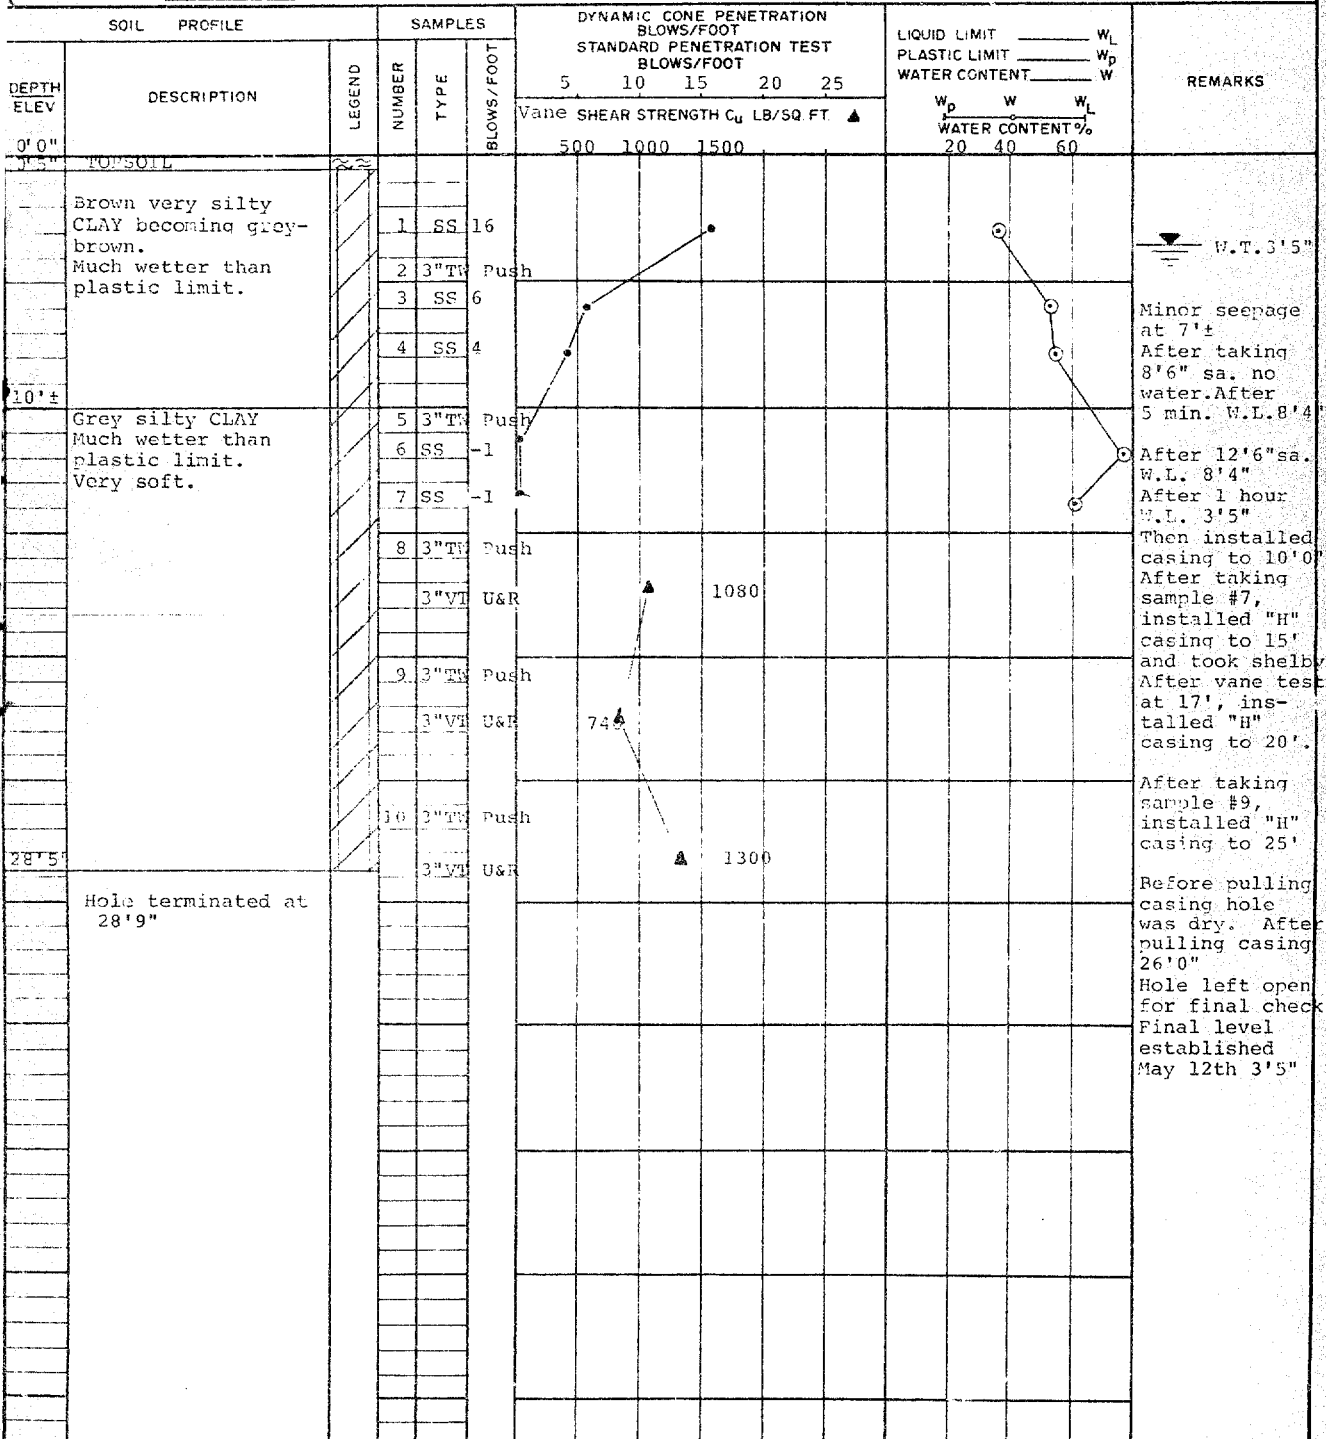 SOIL PROFILE
SAMPLES
DYNAMIC CONE PENETRATION
BLOWS/FOOT
STANDARD PENETRATION TEST
BLOWS/FOOT
5 10 15 20 25
Vane SHEAR STRENGTH Cu LB/SQ.FT. ▲
500 1000 1500
LIQUID LIMIT ______ WL
PLASTIC LIMIT ______ Wp
WATER CONTENT ______ W
Wp W WL
WATER CONTENT %
20 40 60
REMARKS
DEPTH
ELEV
DESCRIPTION
LEGEND
NUMBER
TYPE
BLOWS/FOOT
0'0"
TOPSOIL
Brown very silty
CLAY becoming grey-
brown.
Much wetter than
plastic limit.
1 SS 16
2 3"TW Push
3 SS 6
4 SS 4
10'±
Grey silty CLAY
Much wetter than
plastic limit.
Very soft.
5 3"TW Push
6 SS -1
7 SS -1
8 3"TW Push
3"VT U&R 1080
9 3"TW Push
3"VT U&R
10 3"TW Push
28'5"
3"VT U&R 1300
Hole terminated at
28'9"
W.T.3'5"
Minor seepage
at 7'±
After taking
8'6" sa. no
water.After
5 min. W.L.8'4"
After 12'6"sa.
W.L. 8'4"
After 1 hour
W.L. 3'5"
Then installed
casing to 10'0"
After taking
sample #7,
installed "H"
casing to 15'
and took shelby
After vane test
at 17', ins-
talled "H"
casing to 20'.
After taking
sample #9,
installed "H"
casing to 25'
Before pulling
casing hole
was dry. After
pulling casing
26'0"
Hole left open
for final check
Final level
established
May 12th 3'5"